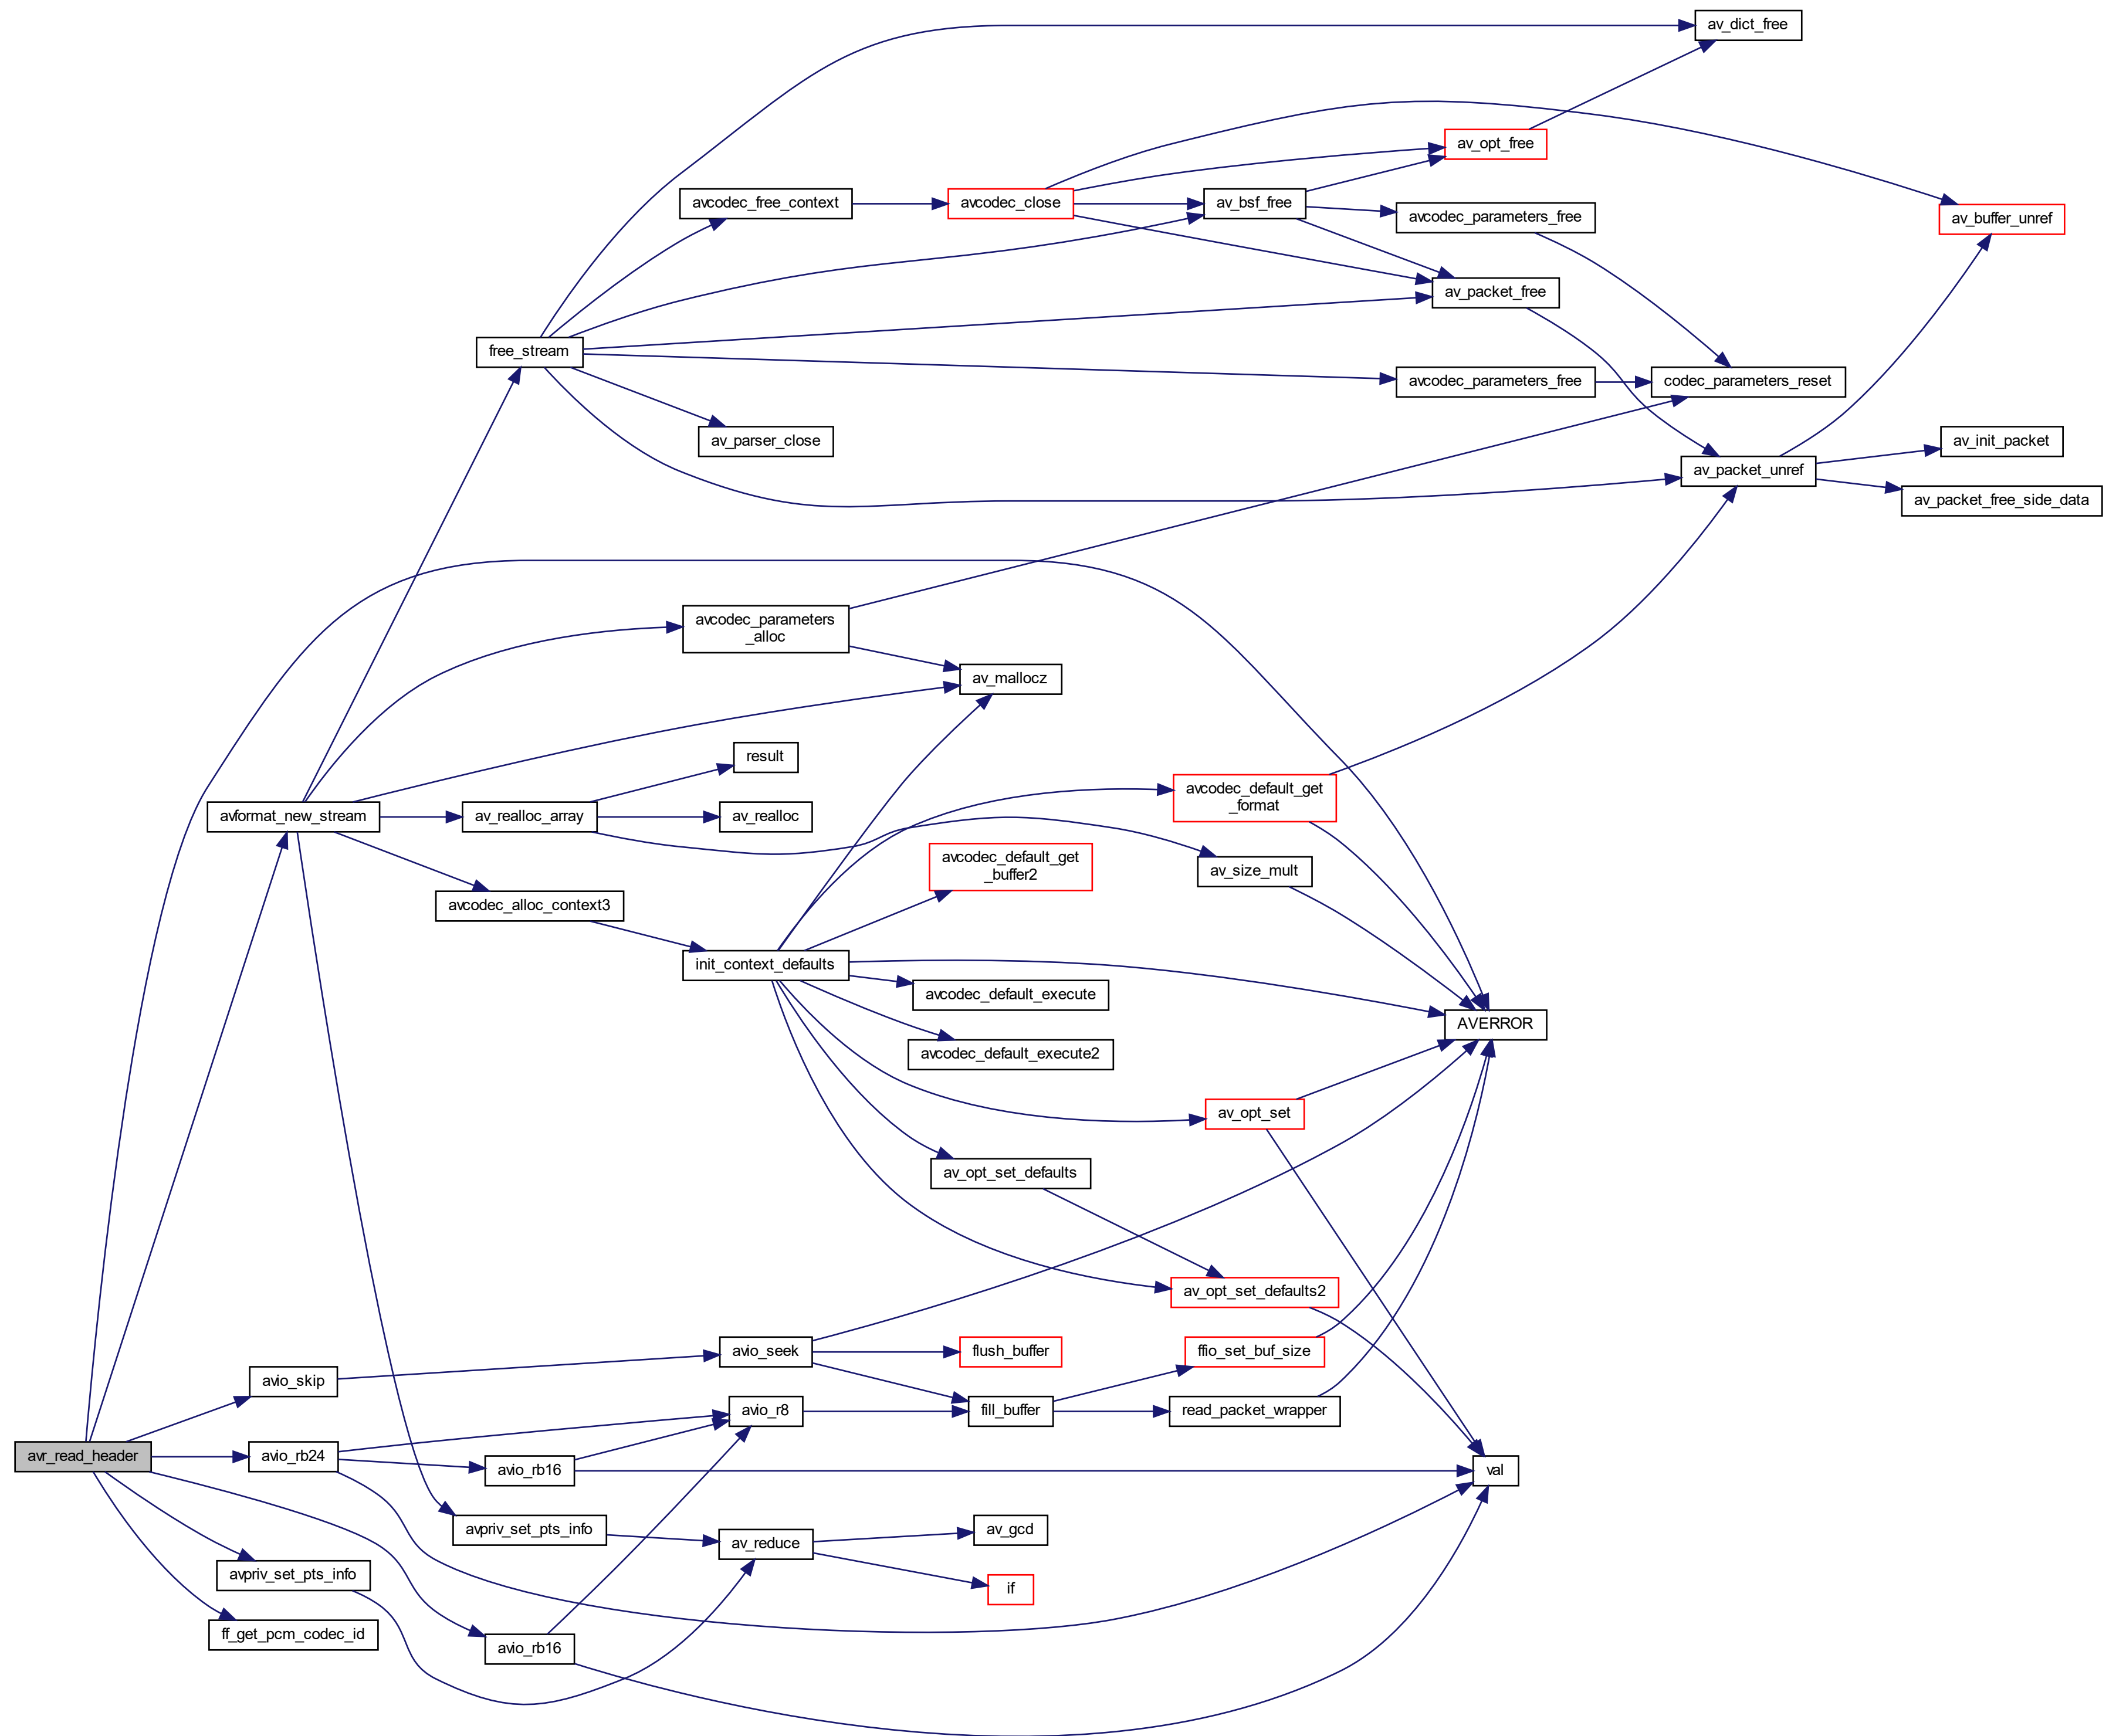 av_dict_free
av_opt_free
avcodec_free_context
avcodec_close
av_bsf_free
avcodec_parameters_free
av_buffer_unref
av_packet_free
free_stream
avcodec_parameters_free
codec_parameters_reset
av_parser_close
av_init_packet
av_packet_unref
av_packet_free_side_data
avcodec_parameters
_alloc
av_mallocz
result
avcodec_default_get
_format
avformat_new_stream
av_realloc_array
av_realloc
avcodec_default_get
_buffer2
av_size_mult
avcodec_alloc_context3
init_context_defaults
avcodec_default_execute
AVERROR
avcodec_default_execute2
av_opt_set
av_opt_set_defaults
av_opt_set_defaults2
avio_seek
flush_buffer
ffio_set_buf_size
avio_skip
avio_r8
fill_buffer
read_packet_wrapper
avr_read_header
avio_rb24
avio_rb16
val
avpriv_set_pts_info
av_reduce
av_gcd
avpriv_set_pts_info
if
ff_get_pcm_codec_id
avio_rb16